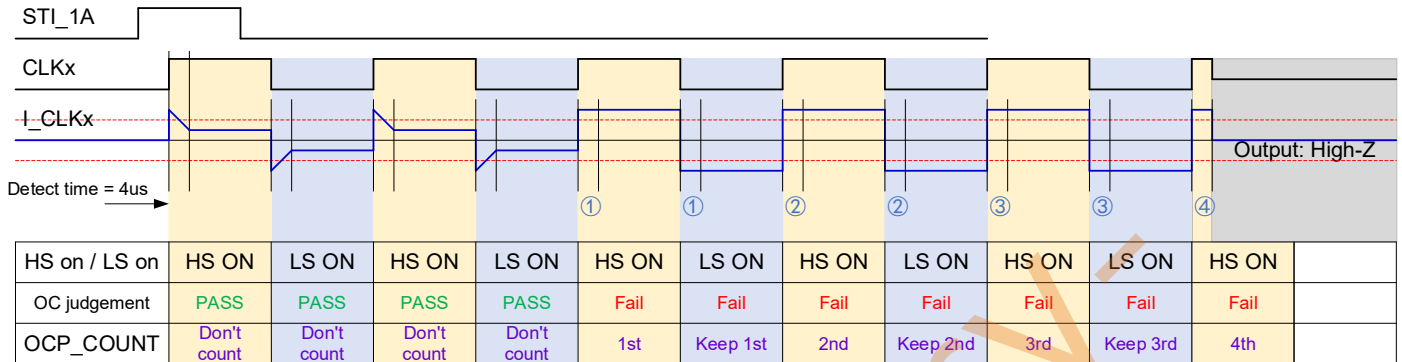 STI_1A
CLKx
I_CLKx
Output: High-Z
Detect time = 4us
① ① ② ② ③ ③ ④
HS on / LS on HS ON LS ON HS ON LS ON HS ON LS ON HS ON LS ON HS ON LS ON HS ON
OC judgement PASS PASS PASS PASS Fail Fail Fail Fail Fail Fail Fail
OCP_COUNT Don't count Don't count Don't count Don't count 1st Keep 1st 2nd Keep 2nd 3rd Keep 3rd 4th